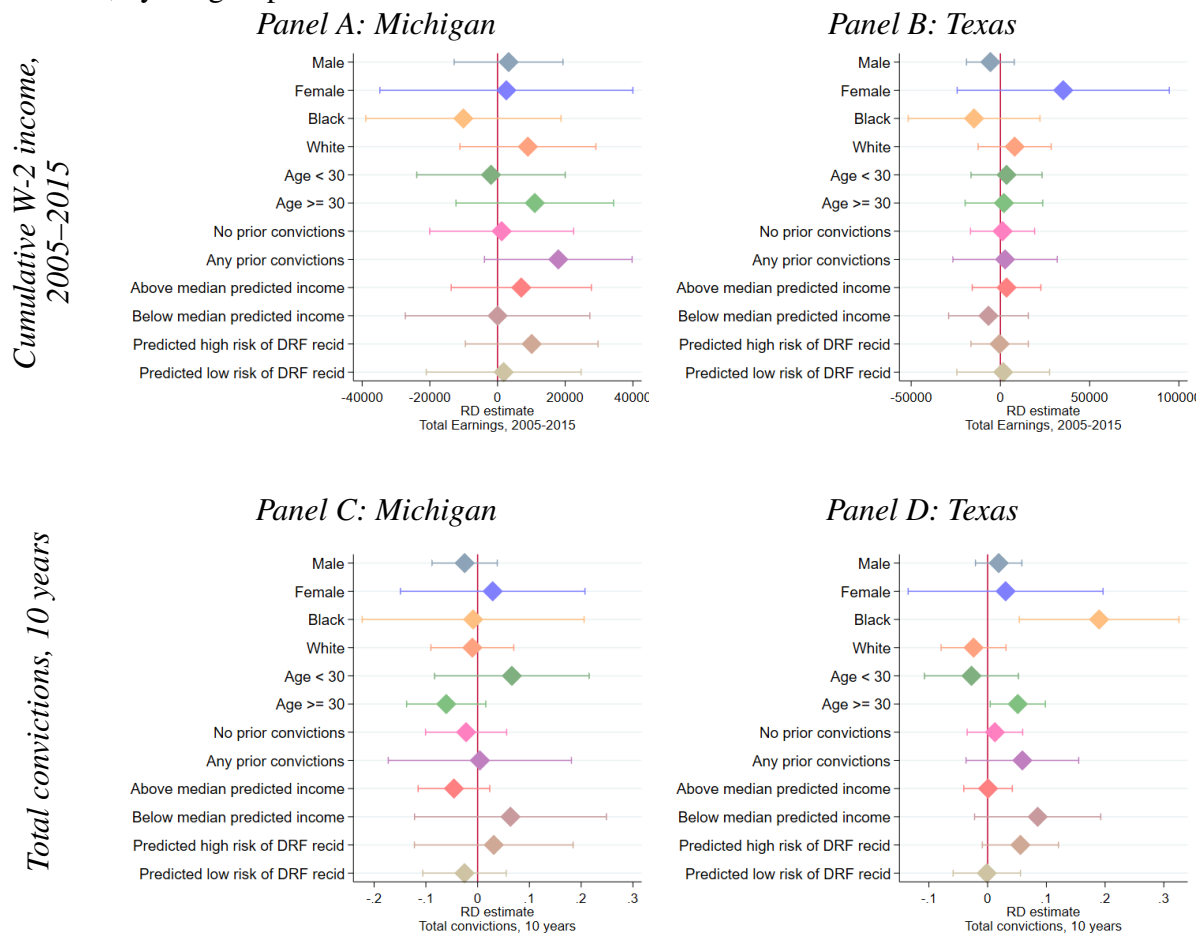 Panel A: Michigan
Panel B: Texas
Cumulative W-2 income,
2005–2015
Male
Female
Black
White
Age < 30
Age >= 30
No prior convictions
Any prior convictions
Above median predicted income
Below median predicted income
Predicted high risk of DRF recid
Predicted low risk of DRF recid
-40000 -20000 0 20000 40000
RD estimate
Total Earnings, 2005-2015
Male
Female
Black
White
Age < 30
Age >= 30
No prior convictions
Any prior convictions
Above median predicted income
Below median predicted income
Predicted high risk of DRF recid
Predicted low risk of DRF recid
-50000 0 50000 100000
RD estimate
Total Earnings, 2005-2015
Panel C: Michigan
Panel D: Texas
Total convictions, 10 years
Male
Female
Black
White
Age < 30
Age >= 30
No prior convictions
Any prior convictions
Above median predicted income
Below median predicted income
Predicted high risk of DRF recid
Predicted low risk of DRF recid
-.2 -.1 0 .1 .2 .3
RD estimate
Total convictions, 10 years
Male
Female
Black
White
Age < 30
Age >= 30
No prior convictions
Any prior convictions
Above median predicted income
Below median predicted income
Predicted high risk of DRF recid
Predicted low risk of DRF recid
-.1 0 .1 .2 .3
RD estimate
Total convictions, 10 years